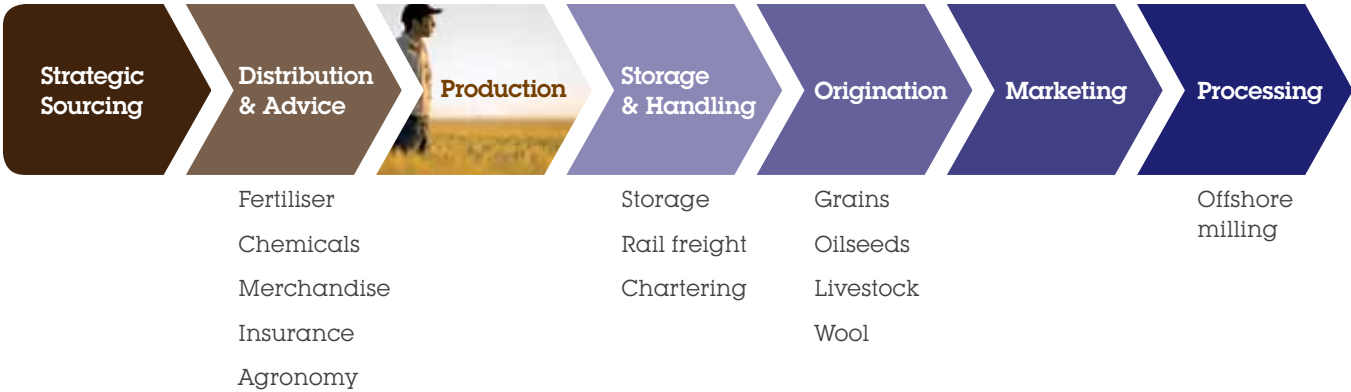 Strategic
Sourcing
Distribution
& Advice
Production
Storage
& Handling
Origination
Marketing
Processing
Fertiliser
Chemicals
Merchandise
Insurance
Agronomy
Storage
Rail freight
Chartering
Grains
Oilseeds
Livestock
Wool
Offshore
milling